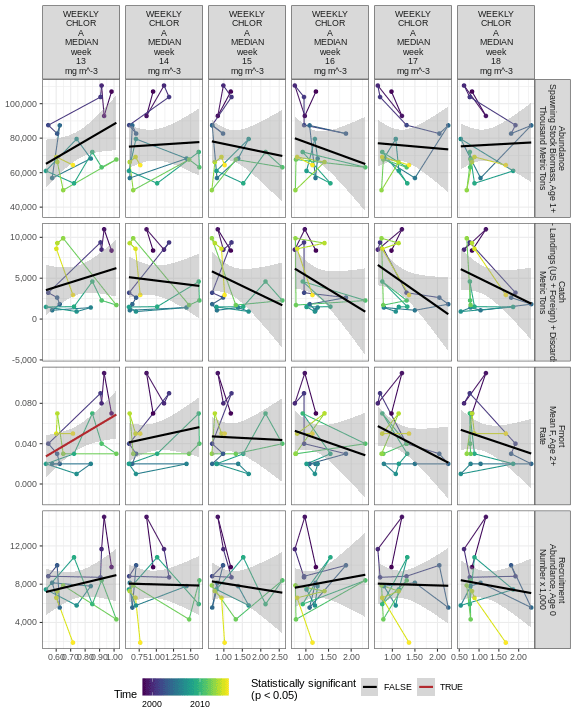 WEEKLY
CHLOR
A
MEDIAN
week
13
mg m^-3
WEEKLY
CHLOR
A
MEDIAN
week
14
mg m^-3
WEEKLY
CHLOR
A
MEDIAN
week
15
mg m^-3
WEEKLY
CHLOR
A
MEDIAN
week
16
mg m^-3
WEEKLY
CHLOR
A
MEDIAN
week
17
mg m^-3
WEEKLY
CHLOR
A
MEDIAN
week
18
mg m^-3
100,000
80,000
60,000
40,000
Abundance
Spawning Stock Biomass, Age 1+
Thousand Metric Tons
10,000
5,000
0
-5,000
Catch
- Landings (US + Foreign) + Discard
Metric Tons
0.080
0.040
0.000
Fmort
Mean F, Age 2+
Rate
12,000
8,000
4,000
Recruitment
Abundance, Age 0
Number x 1,000
0.60 0.70 0.80 0.90 1.00
0.75 1.00 1.25 1.50
1.00 1.50 2.00 2.50
1.00 1.50 2.00
1.00 1.50 2.00
0.50 1.00 1.50 2.00
Time
2000 2010
Statistically significant
(p < 0.05)
FALSE
TRUE